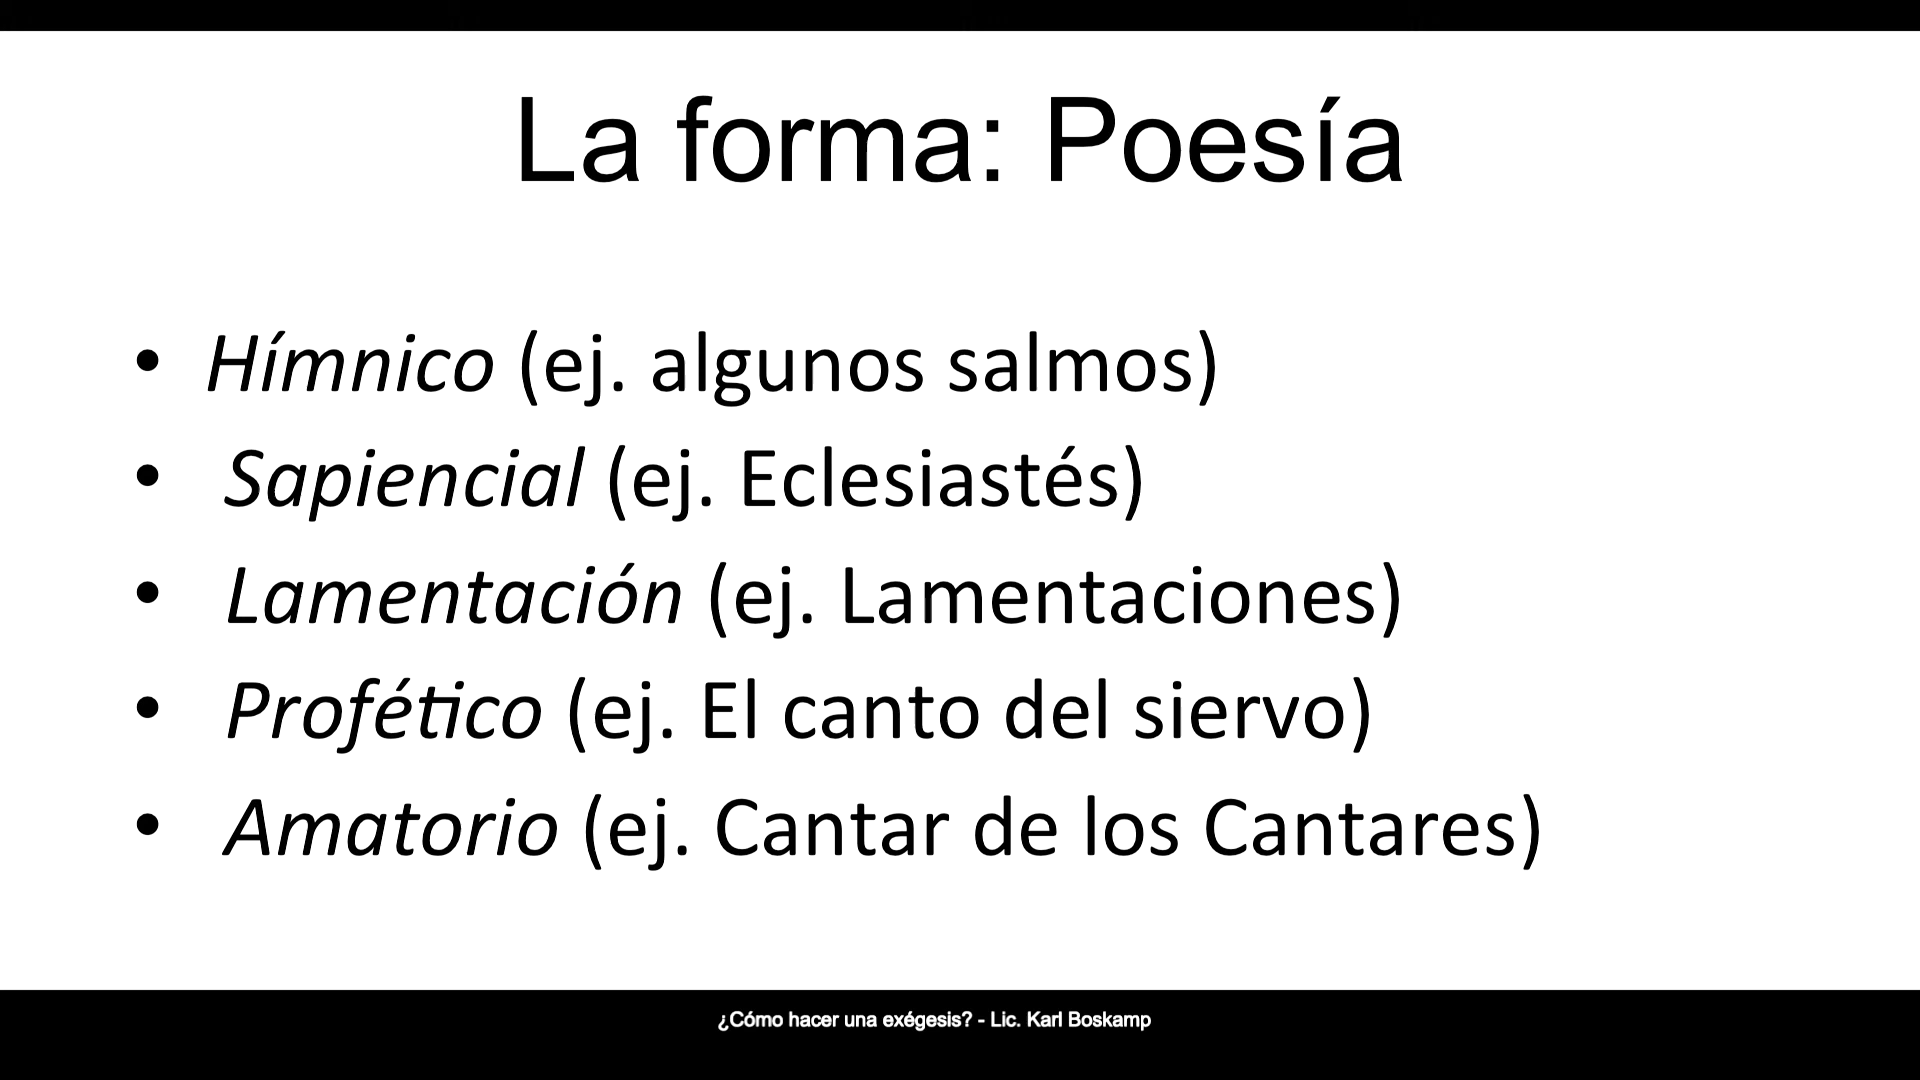 La forma: Poesía
• Hímnico (ej. algunos salmos)
• Sapiencial (ej. Eclesiastés)
• Lamentación (ej. Lamentaciones)
• Profético (ej. El canto del siervo)
• Amatorio (ej. Cantar de los Cantares)
¿Cómo hacer una exégesis? - Lic. Karl Boskamp